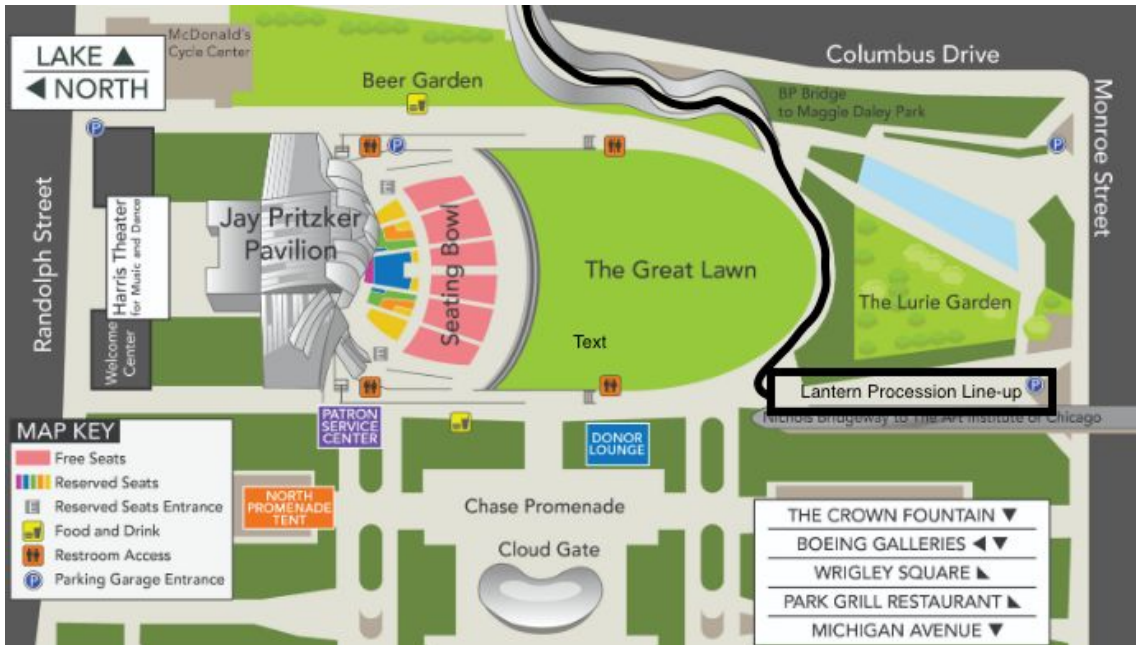 LAKE ▲
◀ NORTH
McDonald's
Cycle Center
Beer Garden
Columbus Drive
BP Bridge
to Maggie Daley Park
Monroe Street
Randolph Street
Harris Theater
for Music and Dance
Welcome
Center
Jay Pritzker
Pavilion
Seating Bowl
The Great Lawn
Text
The Lurie Garden
Lantern Procession Line-up
Nichols Bridgeway to The Art Institute of Chicago
PATRON
SERVICE
CENTER
DONOR
LOUNGE
NORTH
PROMENADE
TENT
Chase Promenade
Cloud Gate
MAP KEY
Free Seats
Reserved Seats
Reserved Seats Entrance
Food and Drink
Restroom Access
P Parking Garage Entrance
THE CROWN FOUNTAIN ▼
BOEING GALLERIES ◀ ▼
WRIGLEY SQUARE ◣
PARK GRILL RESTAURANT ◣
MICHIGAN AVENUE ▼
P
P
P
P